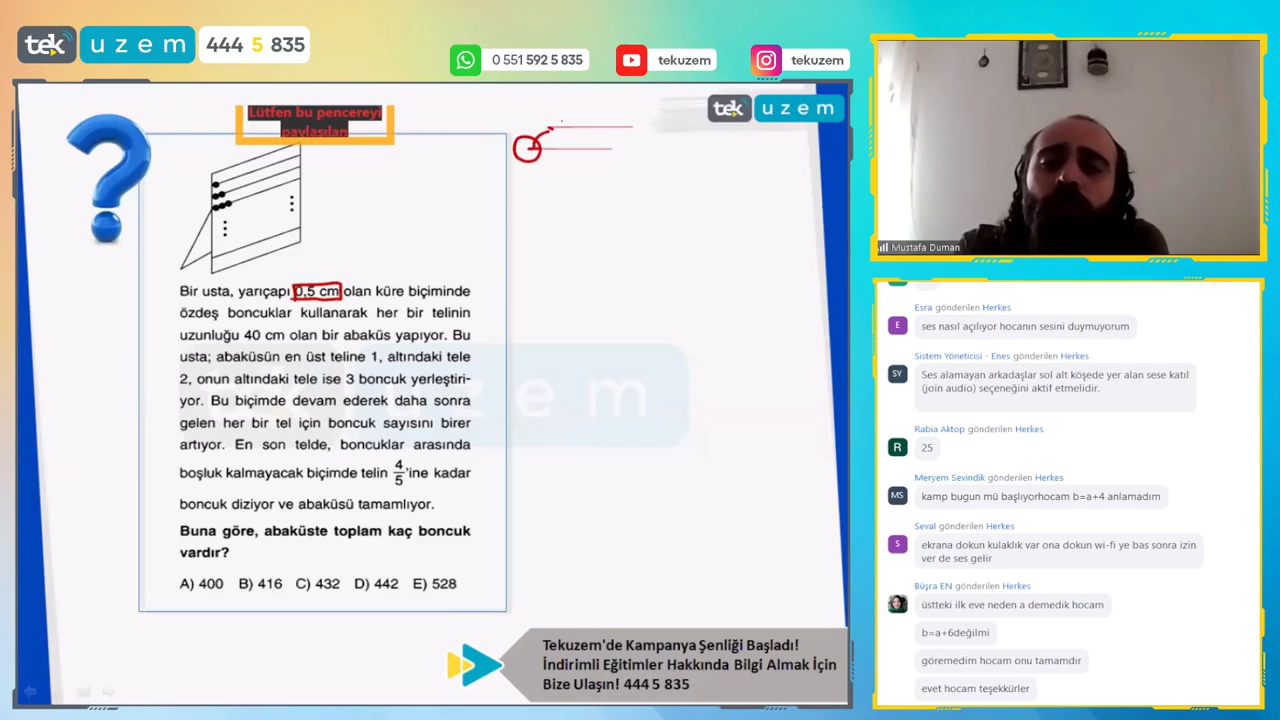 tek uzem 444 5 835
0 551 592 5 835
tekuzem
tekuzem
Lütfen bu pencereyi
paylaşılan
tek uzem
Bir usta, yarıçapı 0,5 cm olan küre biçiminde
özdeş boncuklar kullanarak her bir telinin
uzunluğu 40 cm olan bir abaküs yapıyor. Bu
usta; abaküsün en üst teline 1, altındaki tele
2, onun altındaki tele ise 3 boncuk yerleştiri-
yor. Bu biçimde devam ederek daha sonra
gelen her bir tel için boncuk sayısını birer
artıyor. En son telde, boncuklar arasında
boşluk kalmayacak biçimde telin 4/5'ine kadar
boncuk diziyor ve abaküsü tamamlıyor.
Buna göre, abaküste toplam kaç boncuk
vardır?
A) 400 B) 416 C) 432 D) 442 E) 528
uzem
Tekuzem'de Kampanya Şenliği Başladı!
İndirimli Eğitimler Hakkında Bilgi Almak İçin
Bize Ulaşın! 444 5 835
Mustafa Duman
Esra gönderilen Herkes
E
ses nasıl açılıyor hocanın sesini duymuyorum
Sistem Yöneticisi - Enes gönderilen Herkes
SY
Ses alamayan arkadaşlar sol alt köşede yer alan sese katıl
(join audio) seçeneğini aktif etmelidir.
Rabia Aktop gönderilen Herkes
R
25
Meryem Sevindik gönderilen Herkes
MS
kamp bugun mü başlıyorhocam b=a+4 anlamadım
Seval gönderilen Herkes
S
ekrana dokun kulaklık var ona dokun wi-fi ye bas sonra izin
ver de ses gelir
Büşra EN gönderilen Herkes
üstteki ilk eve neden a demedik hocam
b=a+6değilmi
göremedim hocam onu tamamdır
evet hocam teşekkürler